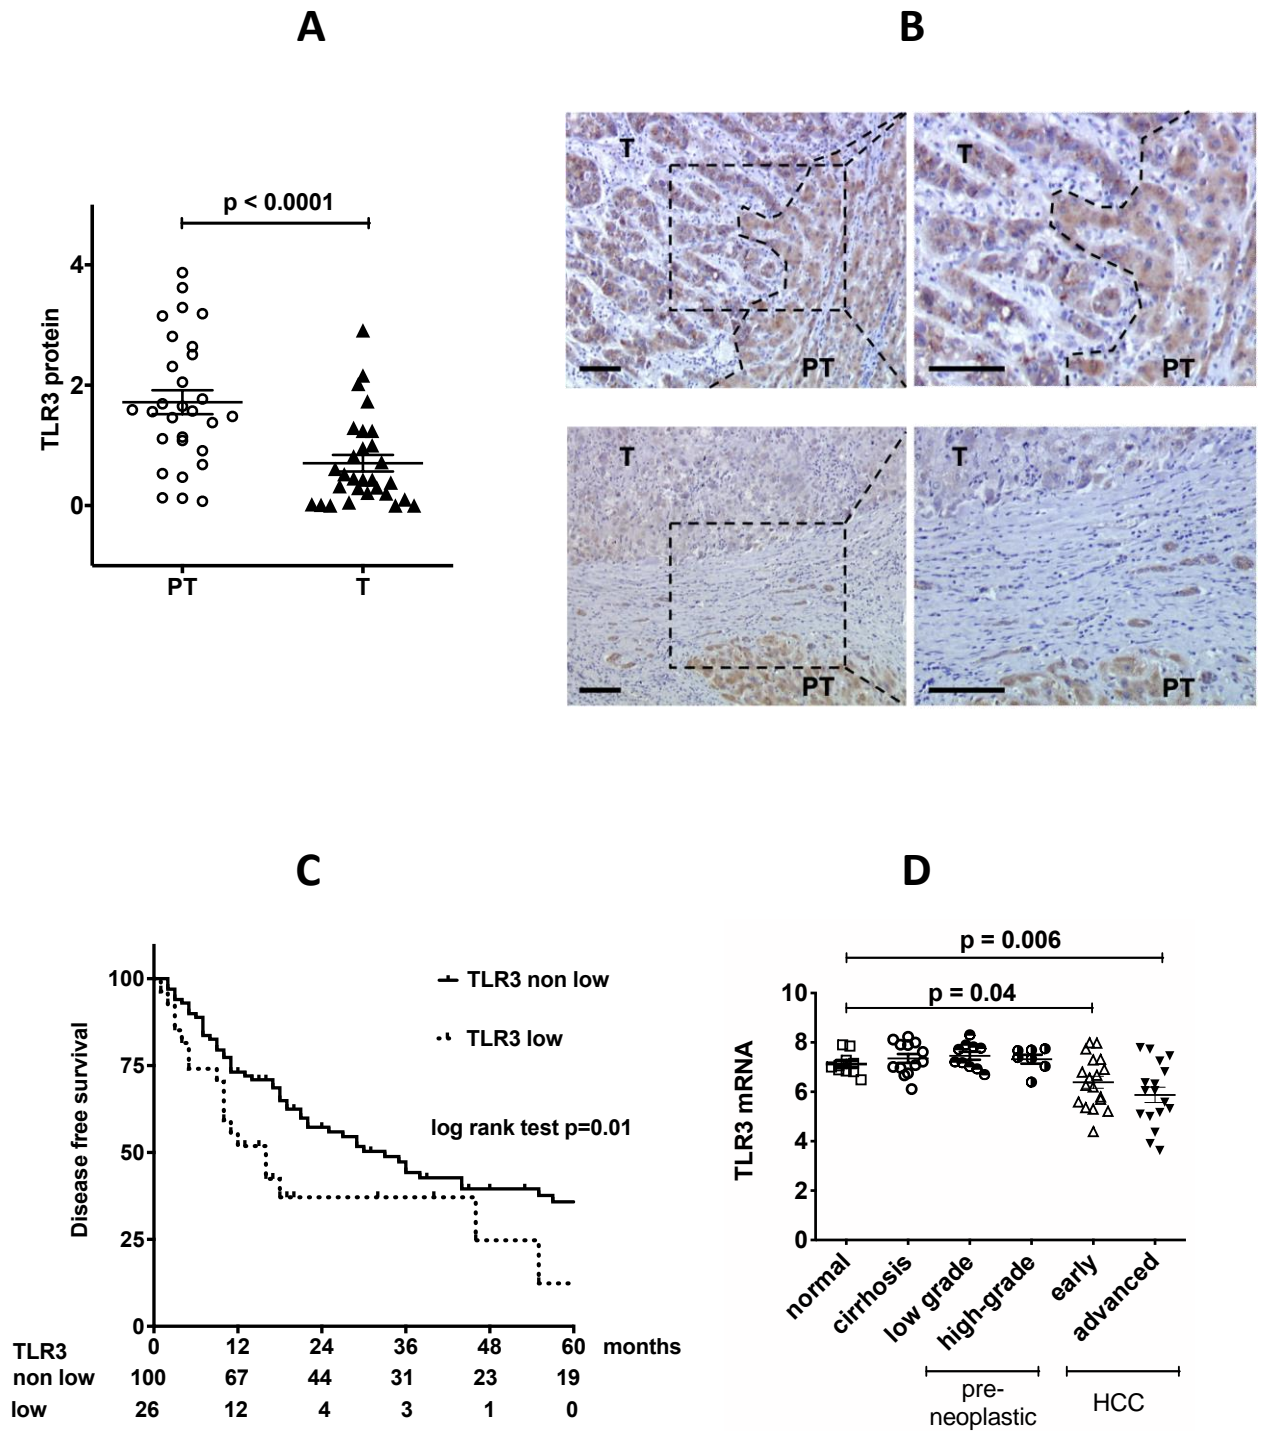 A
B
p < 0.0001
TLR3 protein
4
2
0
PT
T
T
PT
T
PT
T
PT
T
PT
C
D
Disease free survival
100
75
50
25
0
TLR3 non low
TLR3 low
log rank test p=0.01
0 12 24 36 48 60 months
TLR3
non low 100 67 44 31 23 19
low 26 12 4 3 1 0
p = 0.006
p = 0.04
TLR3 mRNA
10
8
6
4
2
0
normal
cirrhosis
low grade
high-grade
early
advanced
pre-
neoplastic
HCC